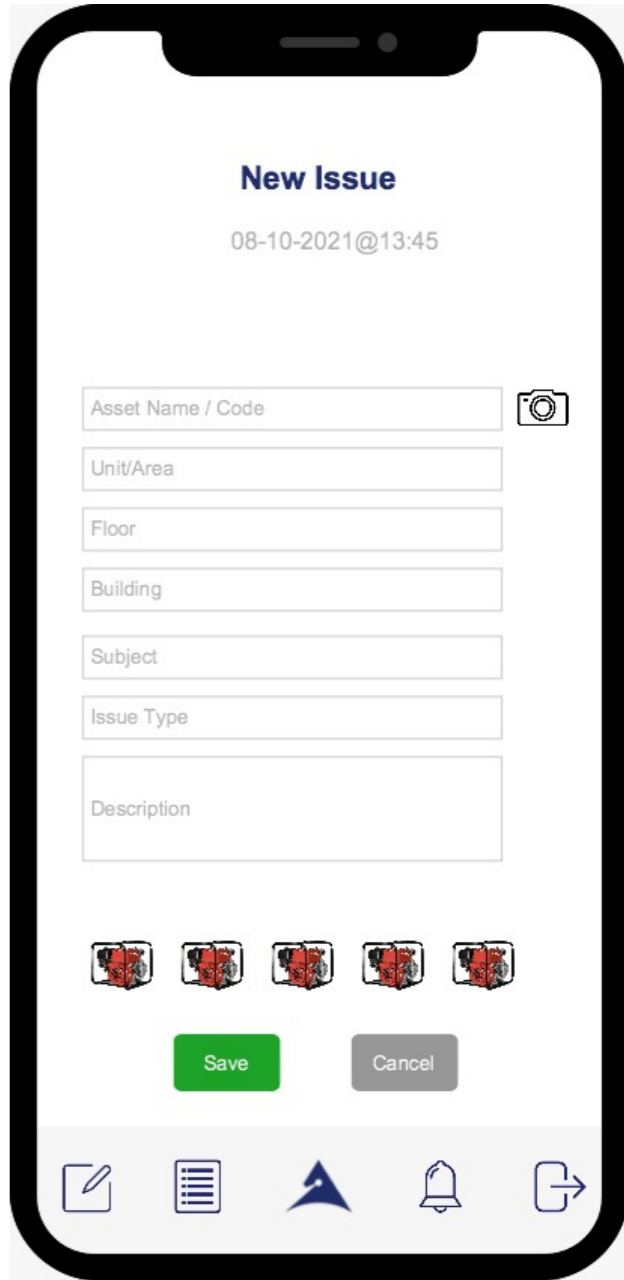 New Issue
08-10-2021@13:45
Asset Name / Code
Unit/Area
Floor
Building
Subject
Issue Type
Description
Save
Cancel